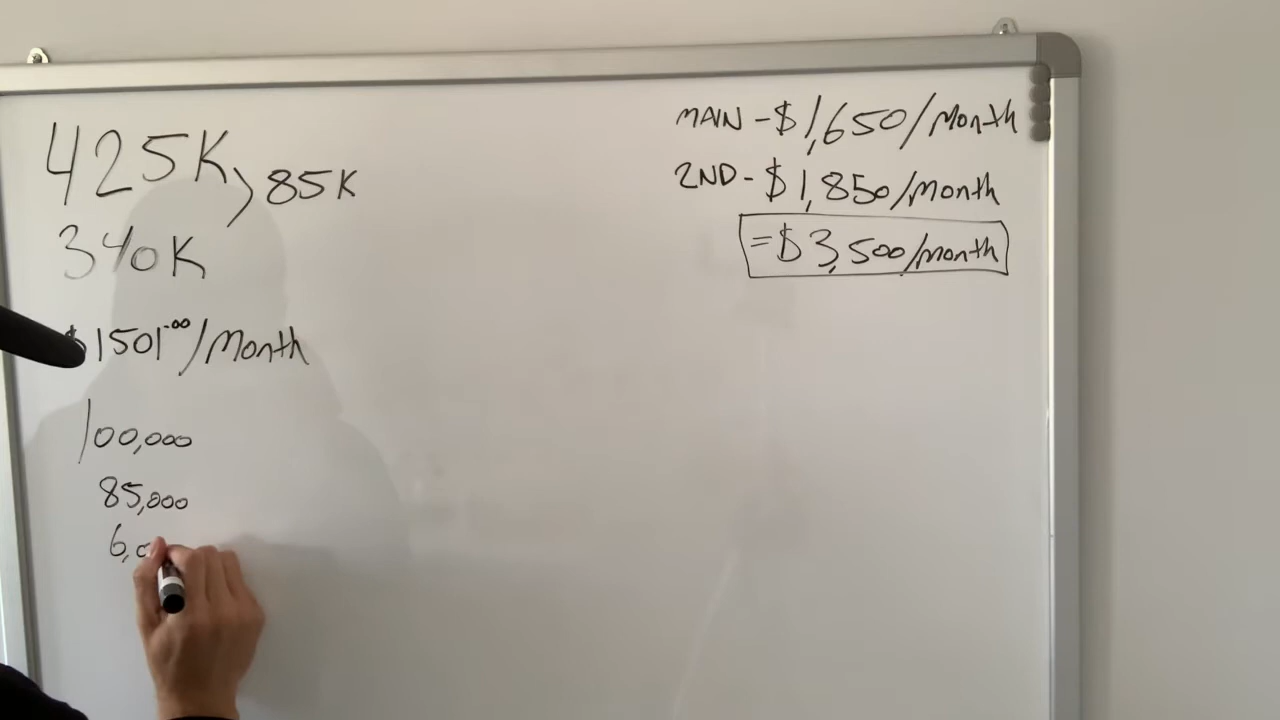 425K > 85K
340K
$1501.00/Month
100,000
85,000
6,0
MAIN - $1,650/Month
2ND - $1,850/month
= $3,500/month